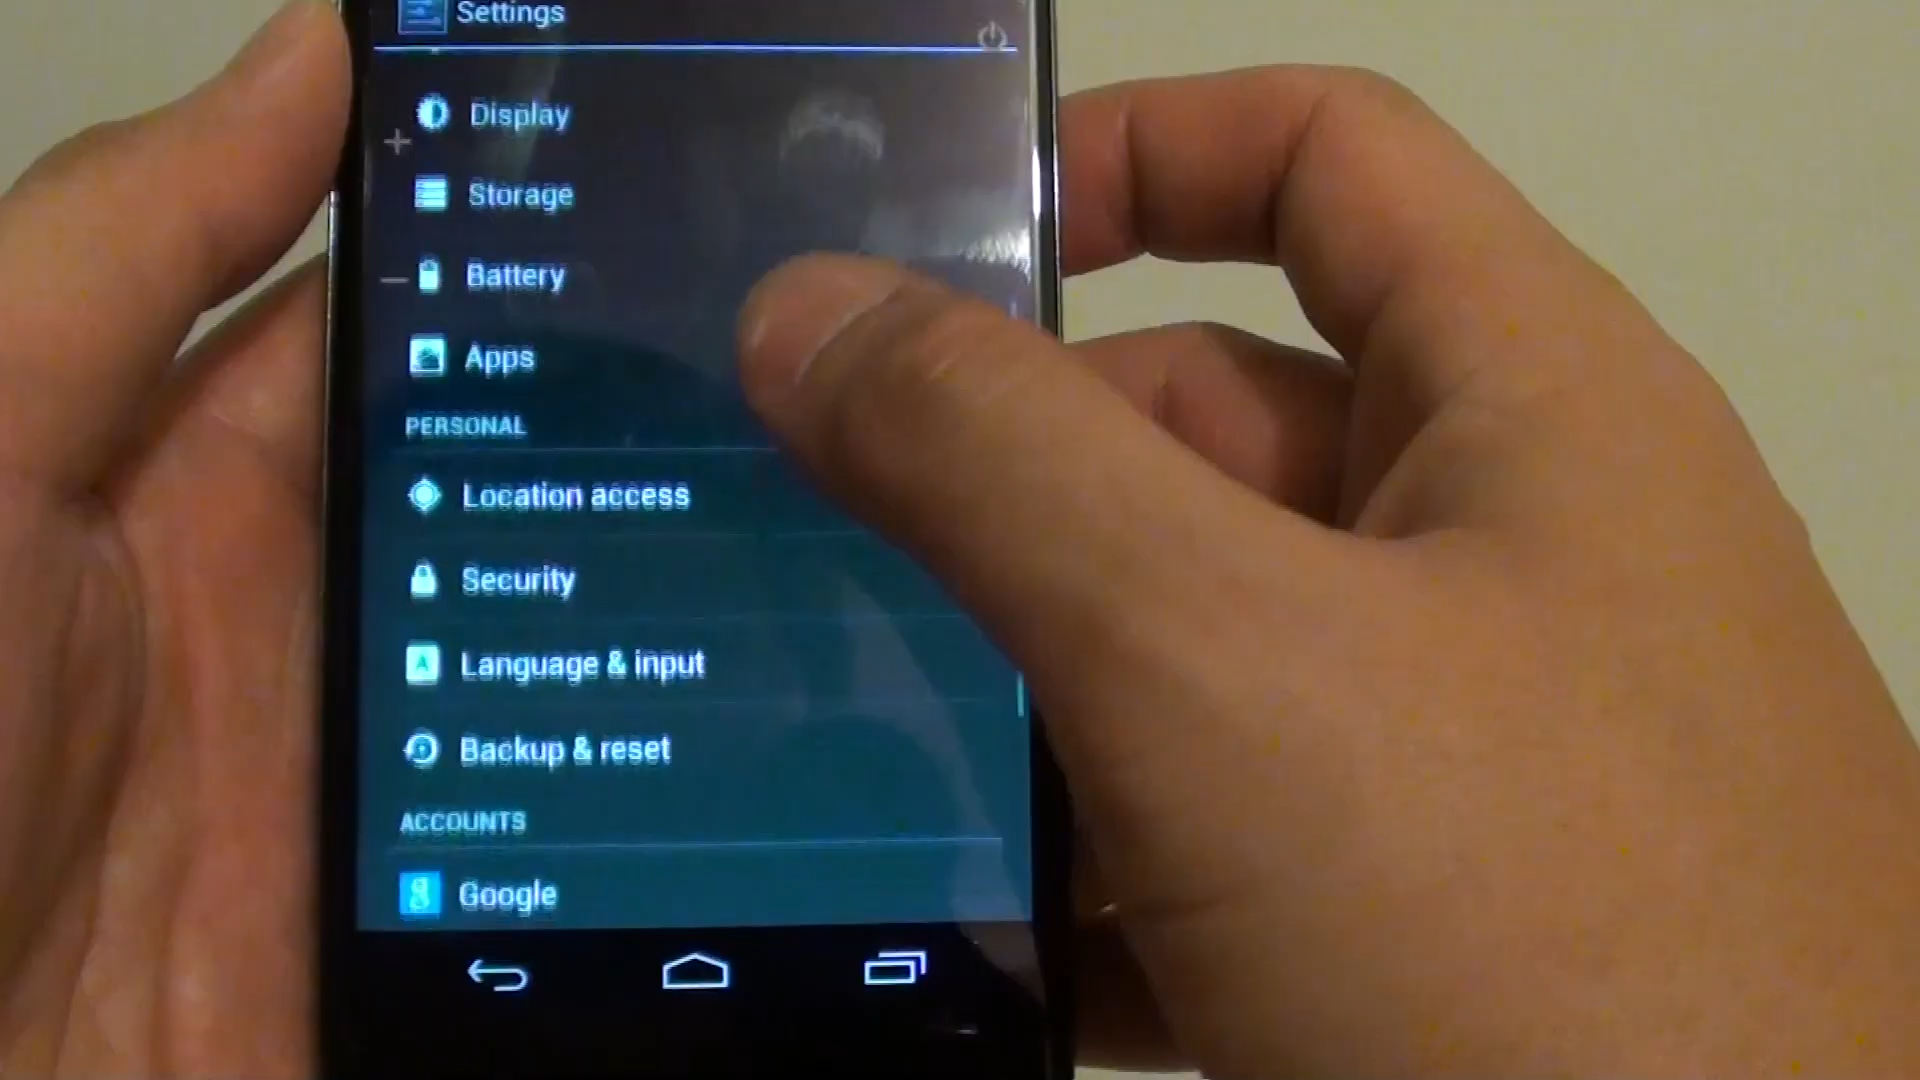 Settings
Display
Storage
Battery
Apps
PERSONAL
Location access
Security
Language & input
Backup & reset
ACCOUNTS
Google